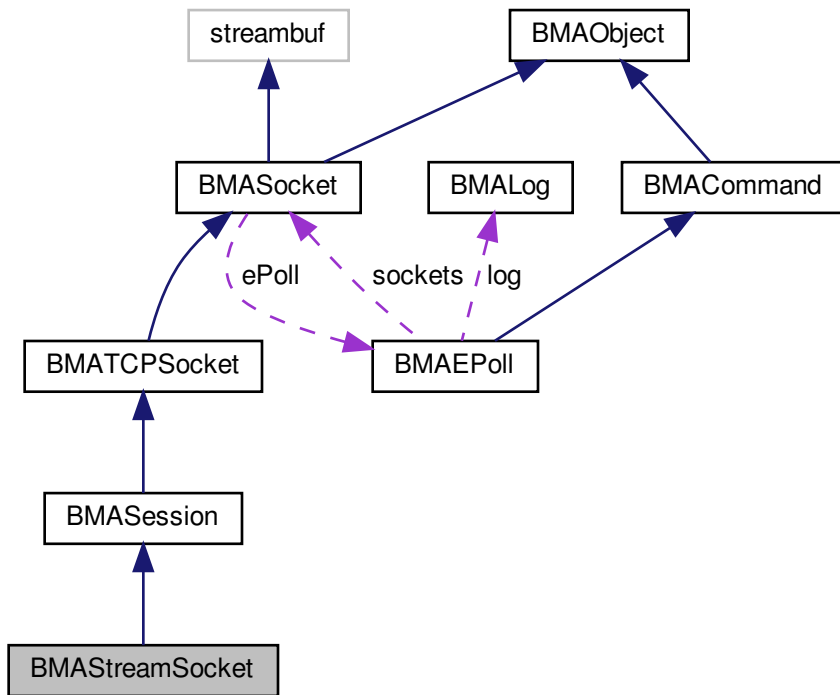 streambuf
BMAObject
BMASocket
BMALog
BMACommand
ePoll
sockets
log
BMATCPSocket
BMAEPoll
BMASession
BMAStreamSocket